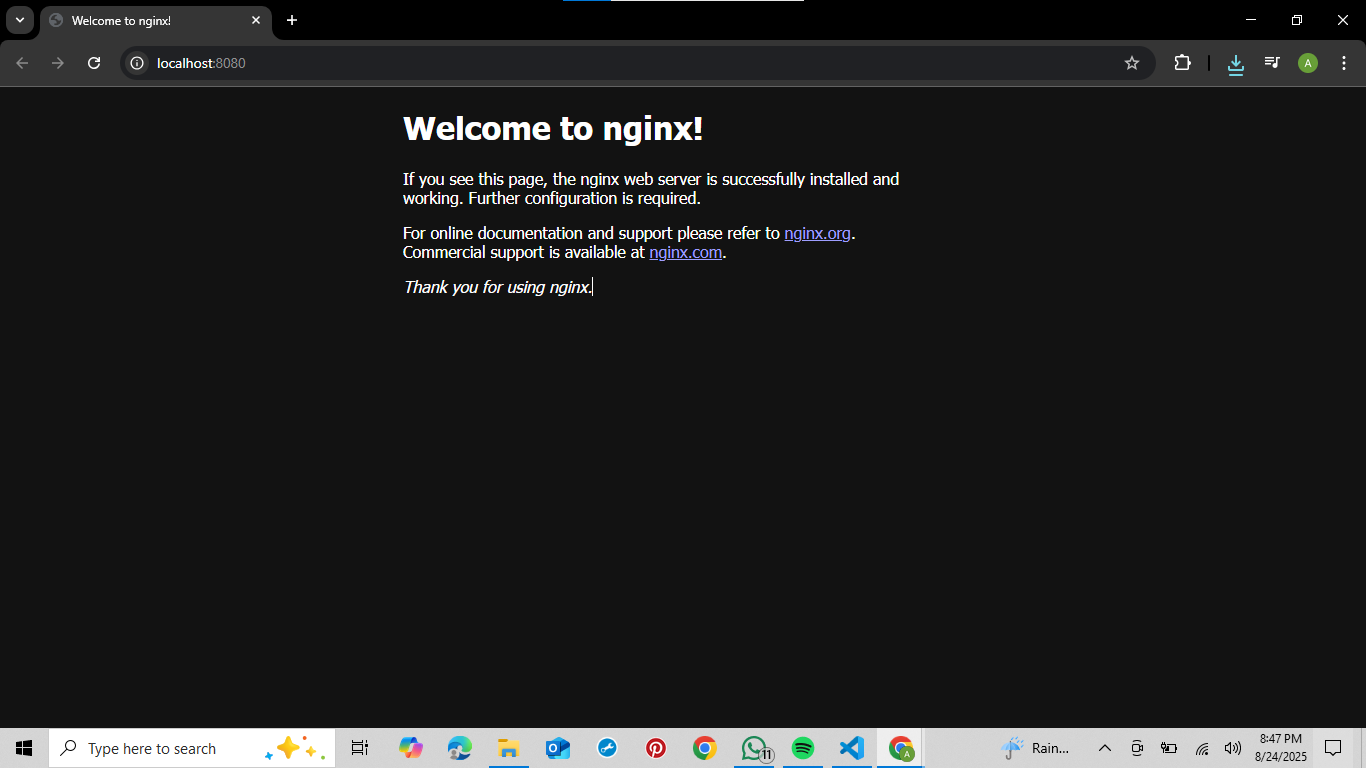 Welcome to nginx!
localhost:8080
A
Welcome to nginx!
If you see this page, the nginx web server is successfully installed and
working. Further configuration is required.
For online documentation and support please refer to nginx.org.
Commercial support is available at nginx.com.
Thank you for using nginx.
Type here to search
11
A
Rain...
8:47 PM
8/24/2025